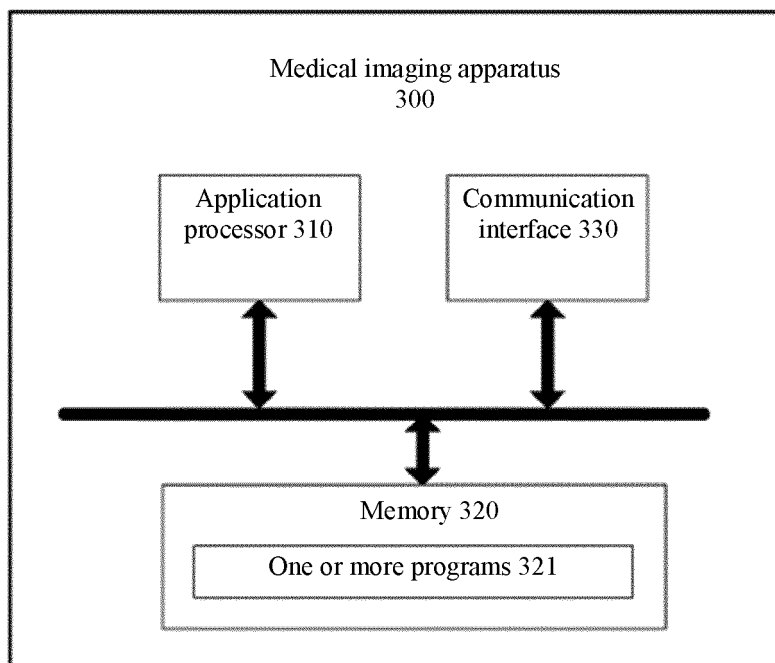 Medical imaging apparatus
300
Application
processor 310
Communication
interface 330
Memory 320
One or more programs 321